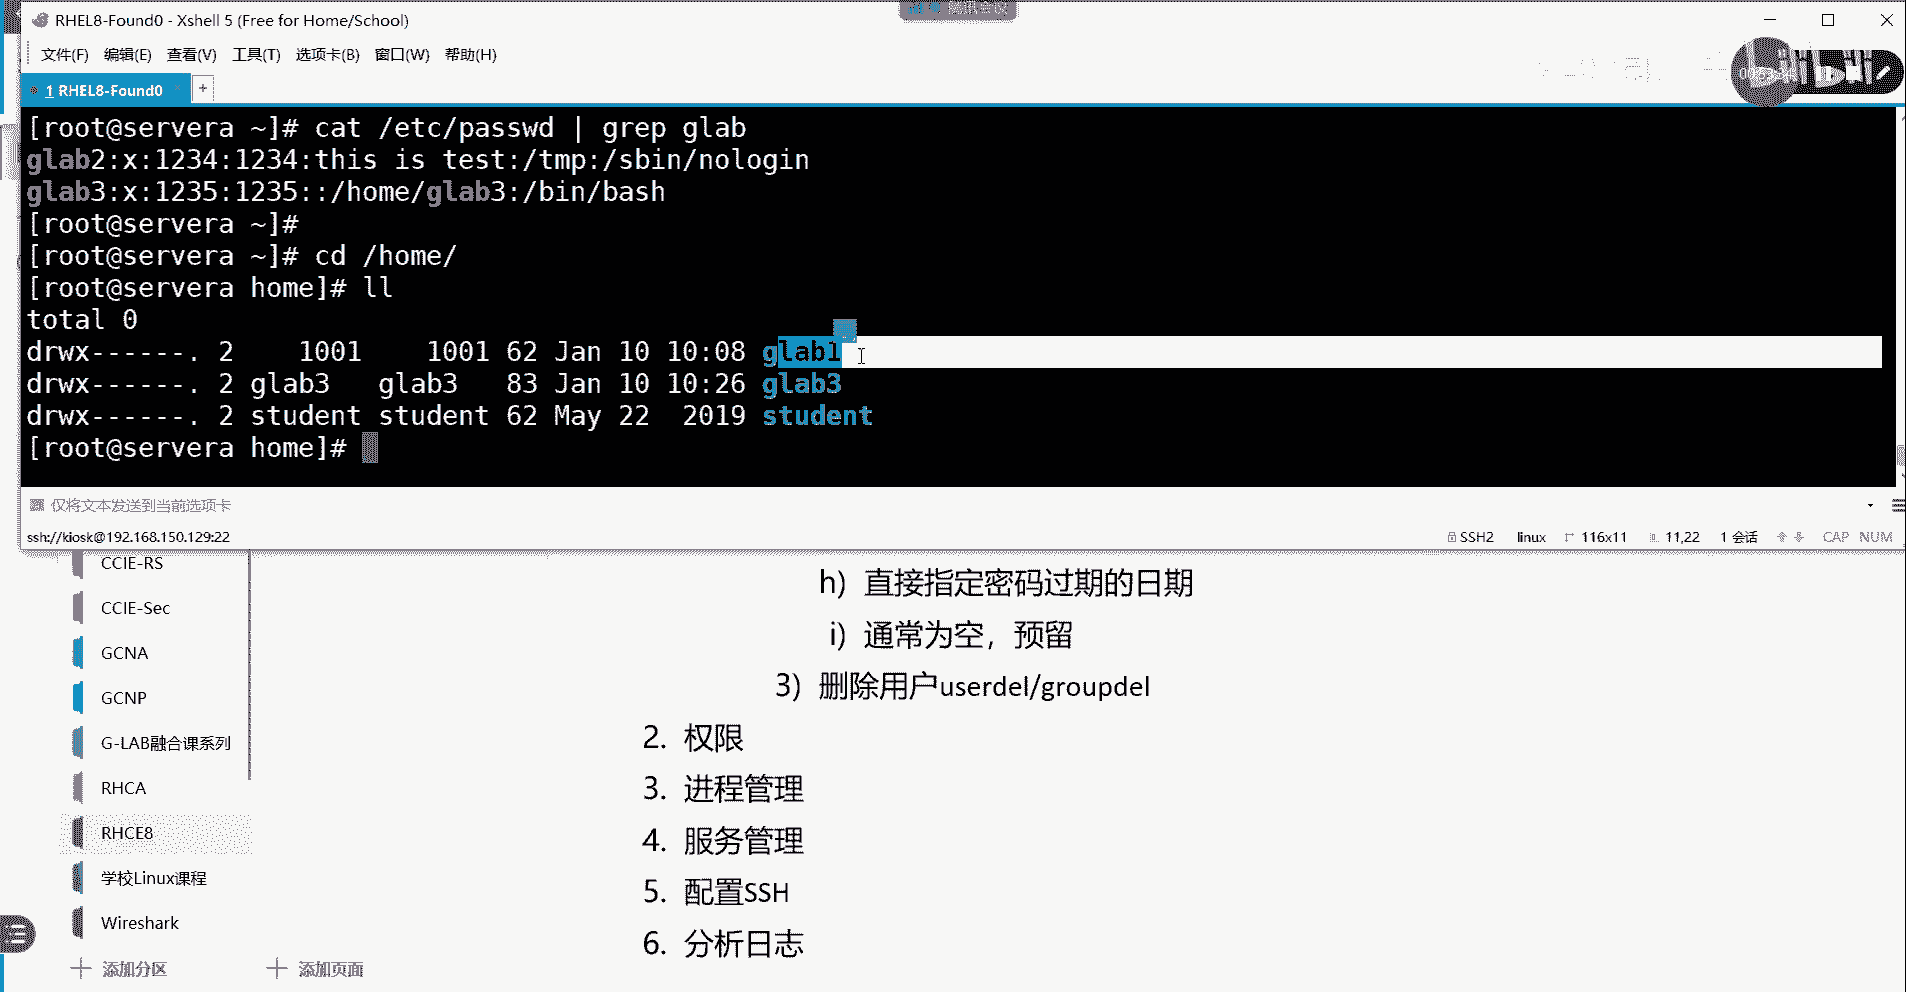 RHEL8-Found0 - Xshell 5 (Free for Home/School)
腾讯会议
文件(F) 编辑(E) 查看(V) 工具(T) 选项卡(B) 窗口(W) 帮助(H)
1 RHEL8-Found0 +
[root@servera ~]# cat /etc/passwd | grep glab
glab2:x:1234:1234:this is test:/tmp:/sbin/nologin
glab3:x:1235:1235::/home/glab3:/bin/bash
[root@servera ~]#
[root@servera ~]# cd /home/
[root@servera home]# ll
total 0
drwx------. 2    1001    1001 62 Jan 10 10:08 glab1
drwx------. 2 glab3   glab3   83 Jan 10 10:26 glab3
drwx------. 2 student student 62 May 22  2019 student
[root@servera home]#
仅将文本发送到当前选项卡
ssh://kiosk@192.168.150.129:22 SSH2 linux 116x11 11,22 1 会话 CAP NUM
CCIE-RS
CCIE-Sec
GCNA
GCNP
G-LAB融合课系列
RHCA
RHCE8
学校Linux课程
Wireshark
添加分区 添加页面
h) 直接指定密码过期的日期
i) 通常为空，预留
3) 删除用户userdel/groupdel
2. 权限
3. 进程管理
4. 服务管理
5. 配置SSH
6. 分析日志